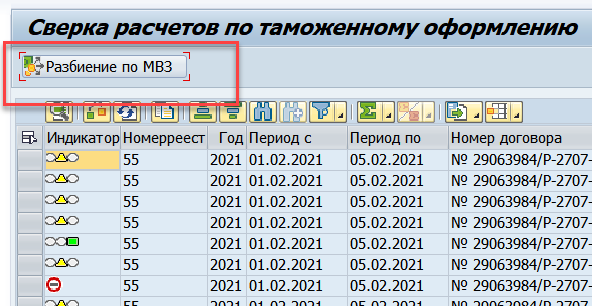 Сверка расчетов по таможенному оформлению
Разбиение по МВЗ
Индикатор Номерреест Год Период с Период по Номер договора
55 2021 01.02.2021 05.02.2021 № 29063984/Р-2707-
55 2021 01.02.2021 05.02.2021 № 29063984/Р-2707-
55 2021 01.02.2021 05.02.2021 № 29063984/Р-2707-
55 2021 01.02.2021 05.02.2021 № 29063984/Р-2707-
55 2021 01.02.2021 05.02.2021 № 29063984/Р-2707-
55 2021 01.02.2021 05.02.2021 № 29063984/Р-2707-
55 2021 01.02.2021 05.02.2021 № 29063984/Р-2707-
55 2021 01.02.2021 05.02.2021 № 29063984/Р-2707-